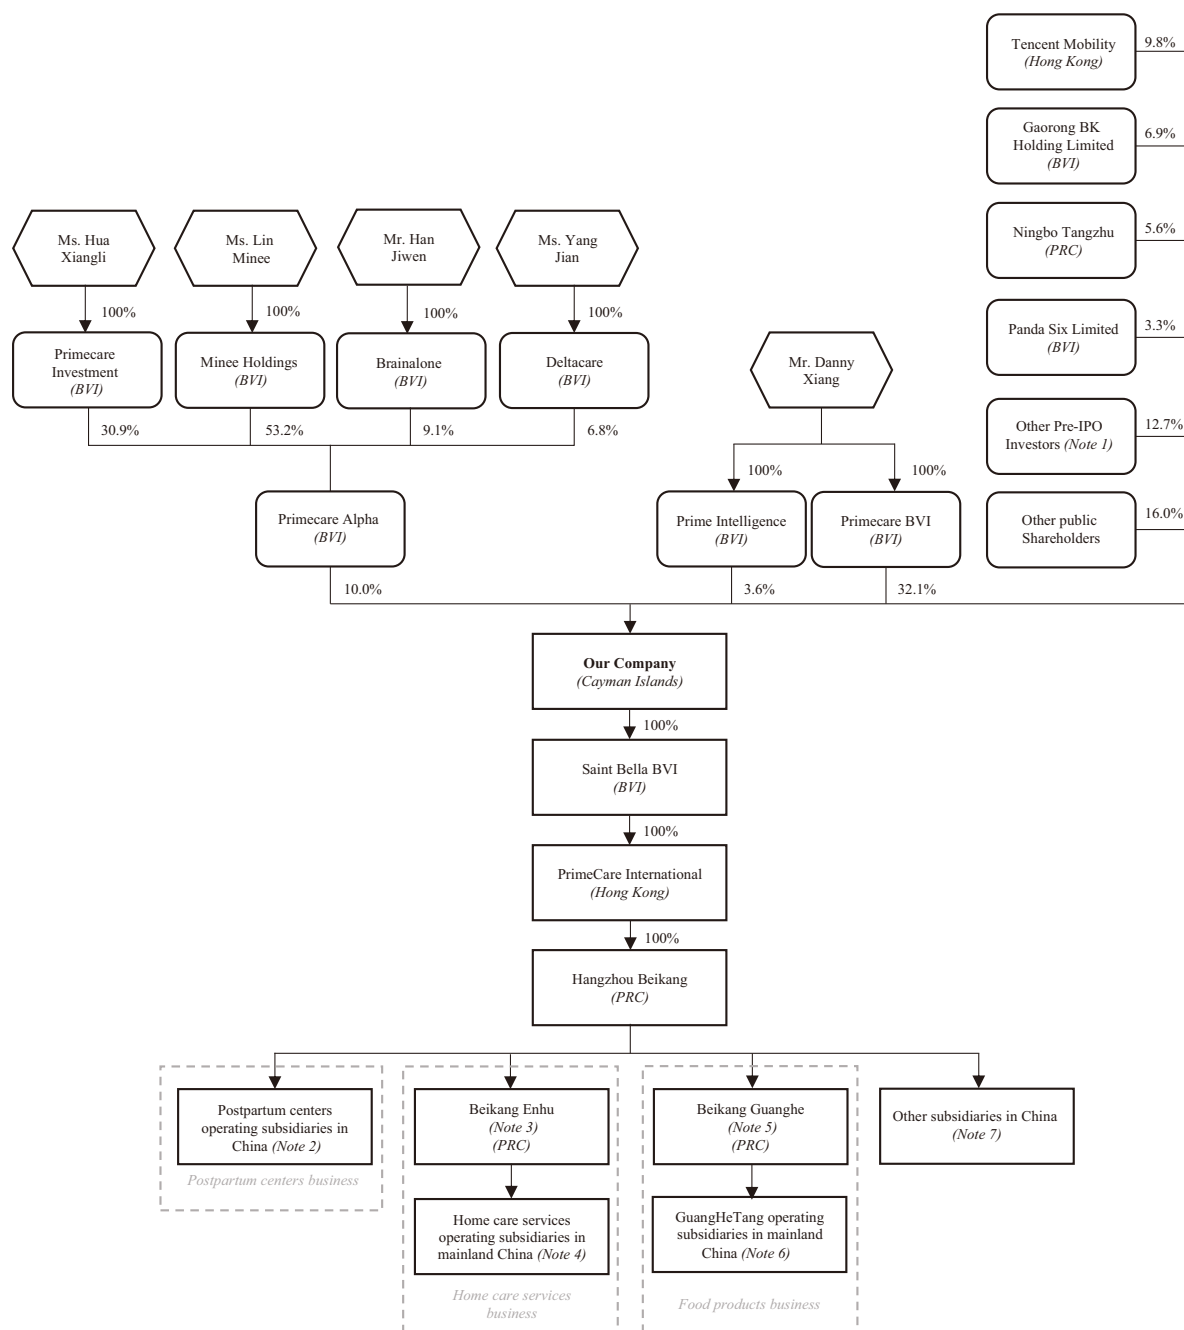 Tencent Mobility
(Hong Kong)
9.8%
Gaorong BK
Holding Limited
(BVI)
6.9%
Ningbo Tangzhu
(PRC)
5.6%
Panda Six Limited
(BVI)
3.3%
Other Pre-IPO
Investors (Note 1)
12.7%
Other public
Shareholders
16.0%
Ms. Hua
Xiangli
Ms. Lin
Minee
Mr. Han
Jiwen
Ms. Yang
Jian
100%
100%
100%
100%
Primecare
Investment
(BVI)
Minee Holdings
(BVI)
Brainalone
(BVI)
Deltacare
(BVI)
Mr. Danny
Xiang
30.9%
53.2%
9.1%
6.8%
100%
100%
Primecare Alpha
(BVI)
Prime Intelligence
(BVI)
Primecare BVI
(BVI)
10.0%
3.6%
32.1%
Our Company
(Cayman Islands)
100%
Saint Bella BVI
(BVI)
100%
PrimeCare International
(Hong Kong)
100%
Hangzhou Beikang
(PRC)
Postpartum centers
operating subsidiaries in
China (Note 2)
Postpartum centers business
Beikang Enhu
(Note 3)
(PRC)
Home care services
operating subsidiaries in
mainland China (Note 4)
Home care services
business
Beikang Guanghe
(Note 5)
(PRC)
GuangHeTang operating
subsidiaries in mainland
China (Note 6)
Food products business
Other subsidiaries in China
(Note 7)